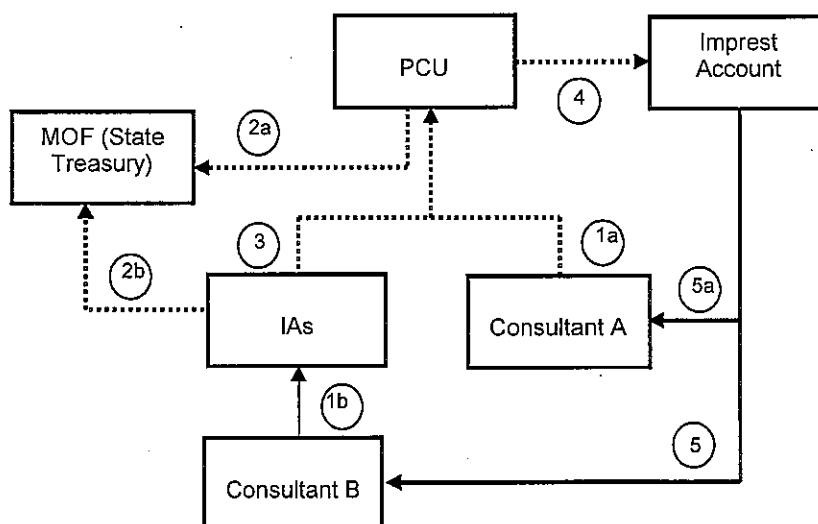 PCU
Imprest
Account
4
MOF (State
Treasury)
2a
3
1a
2b
IAs
Consultant A
5a
1b
Consultant B
5